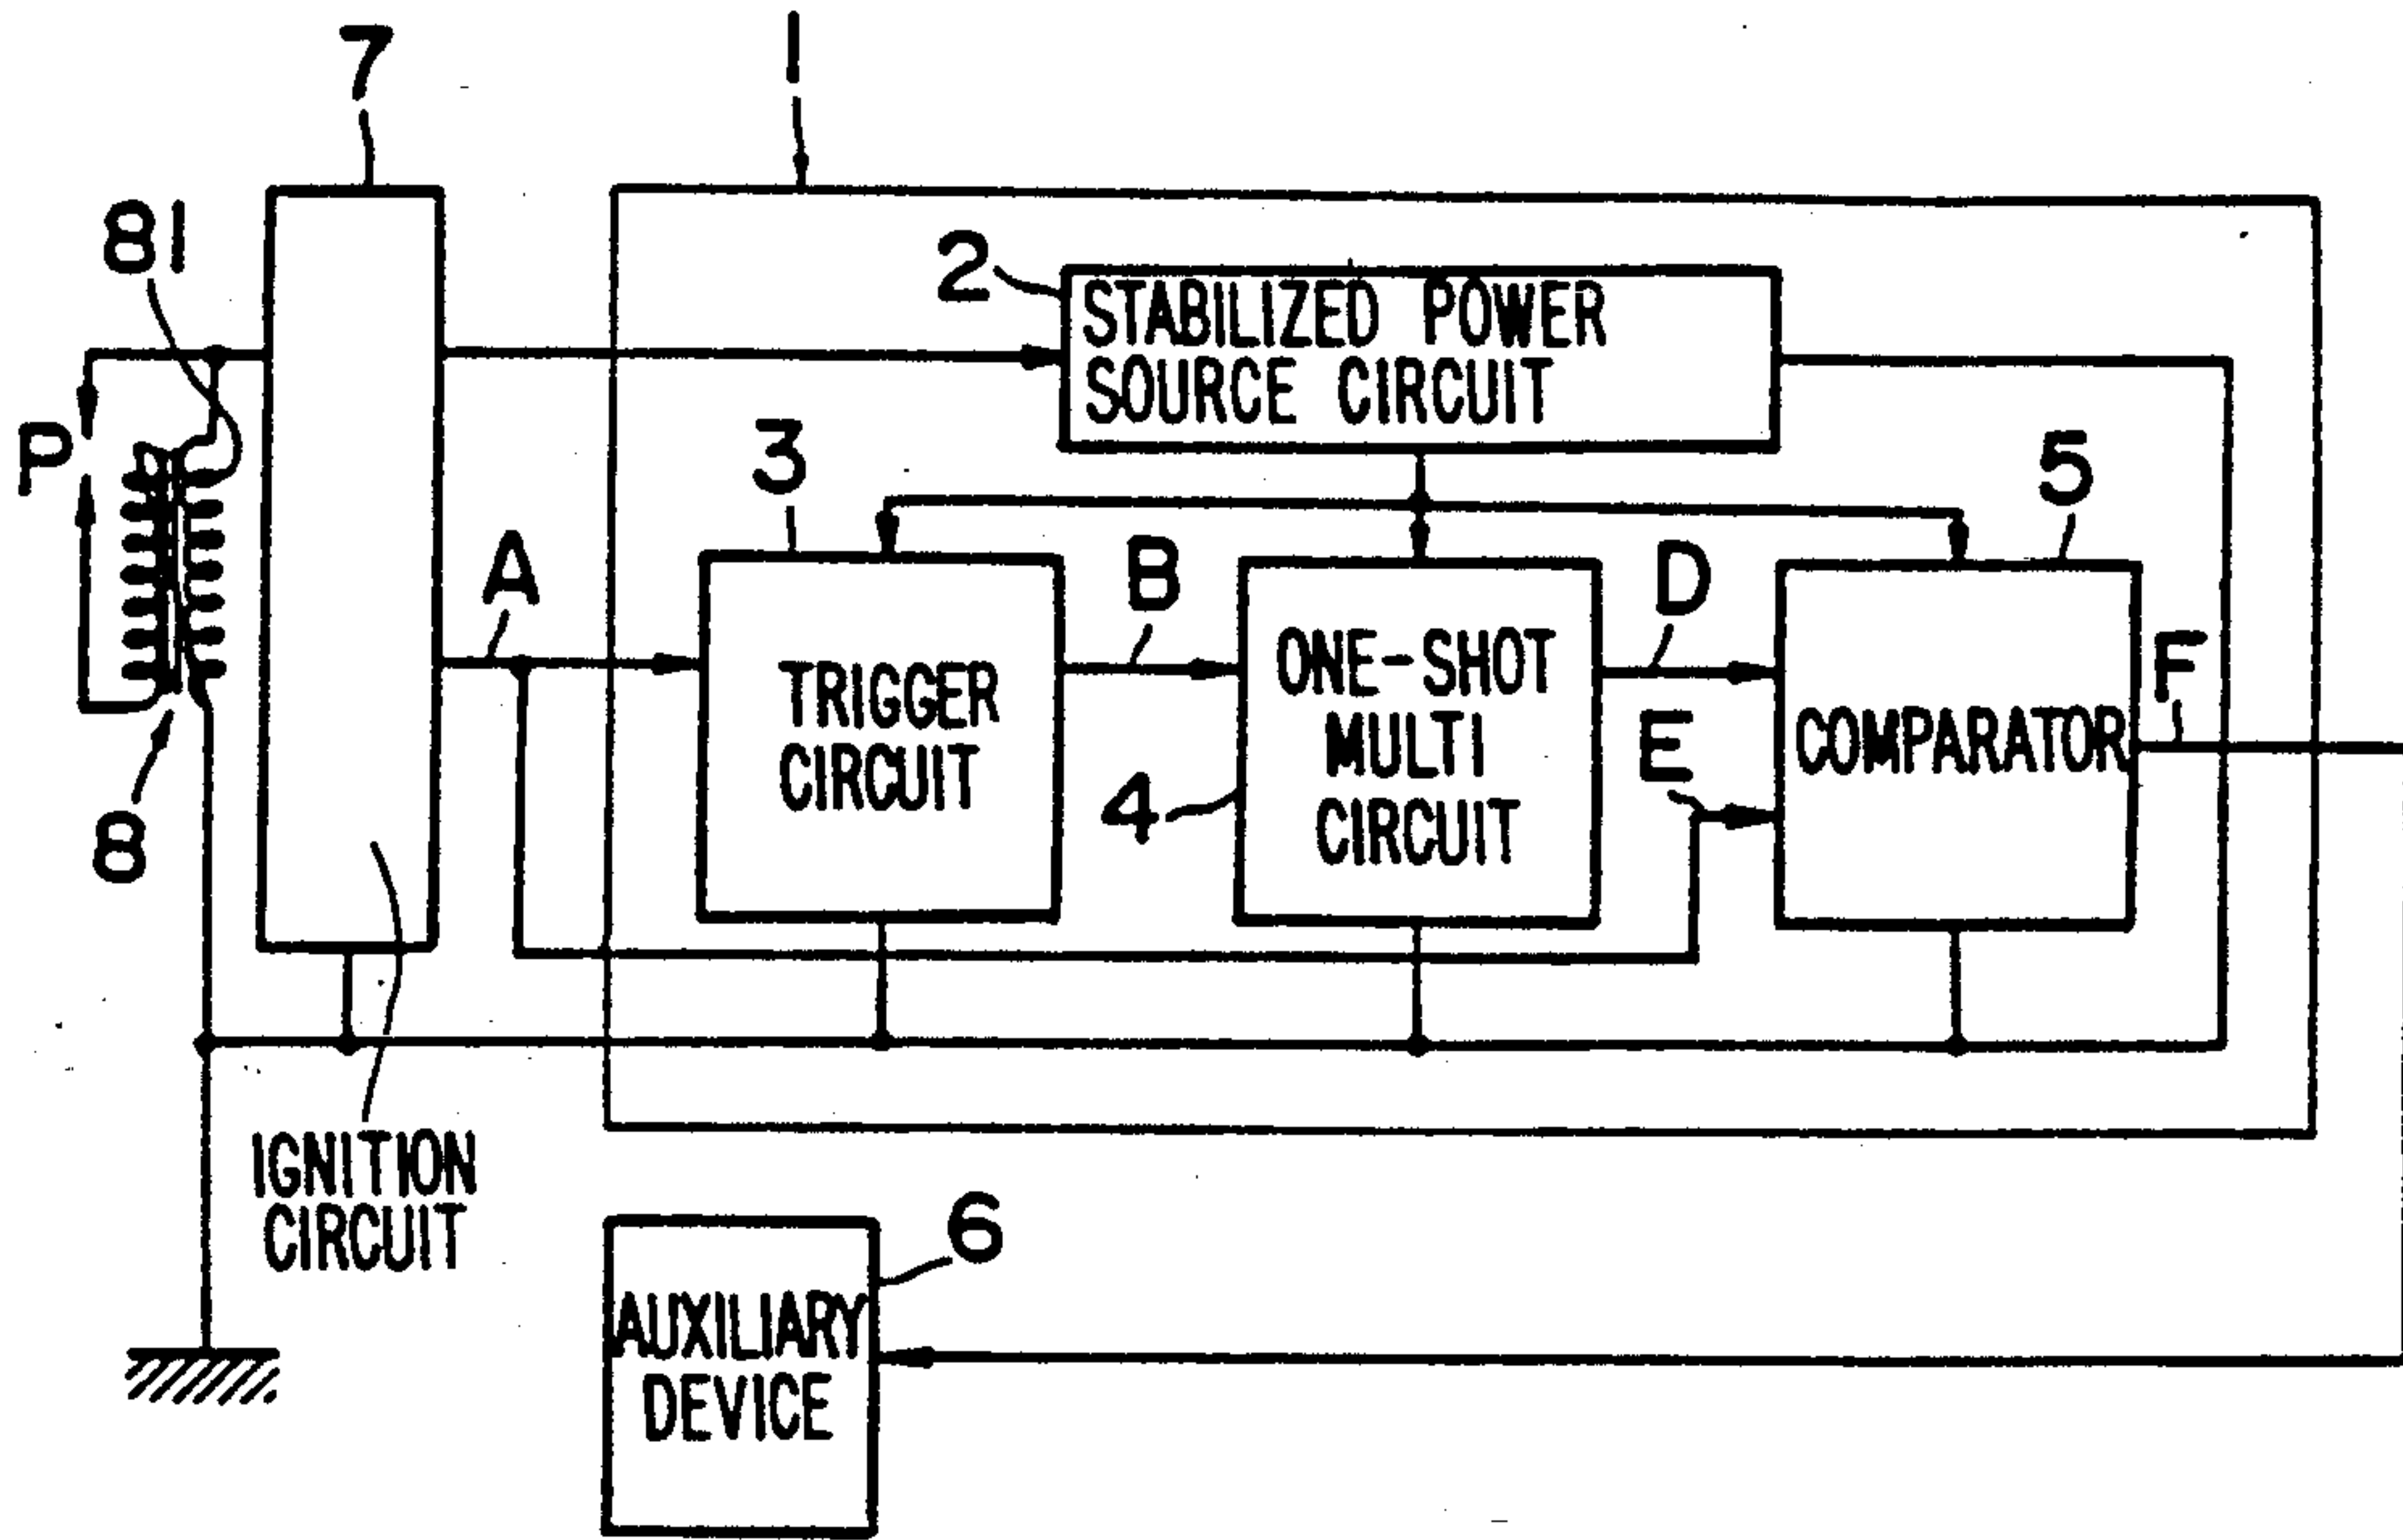 7
1
81
2
STABILIZED POWER
SOURCE CIRCUIT
P
3
5
A
B
D
TRIGGER
CIRCUIT
ONE-SHOT
MULTI
CIRCUIT
4
E
COMPARATOR
F
8
IGNITION
CIRCUIT
6
AUXILIARY
DEVICE